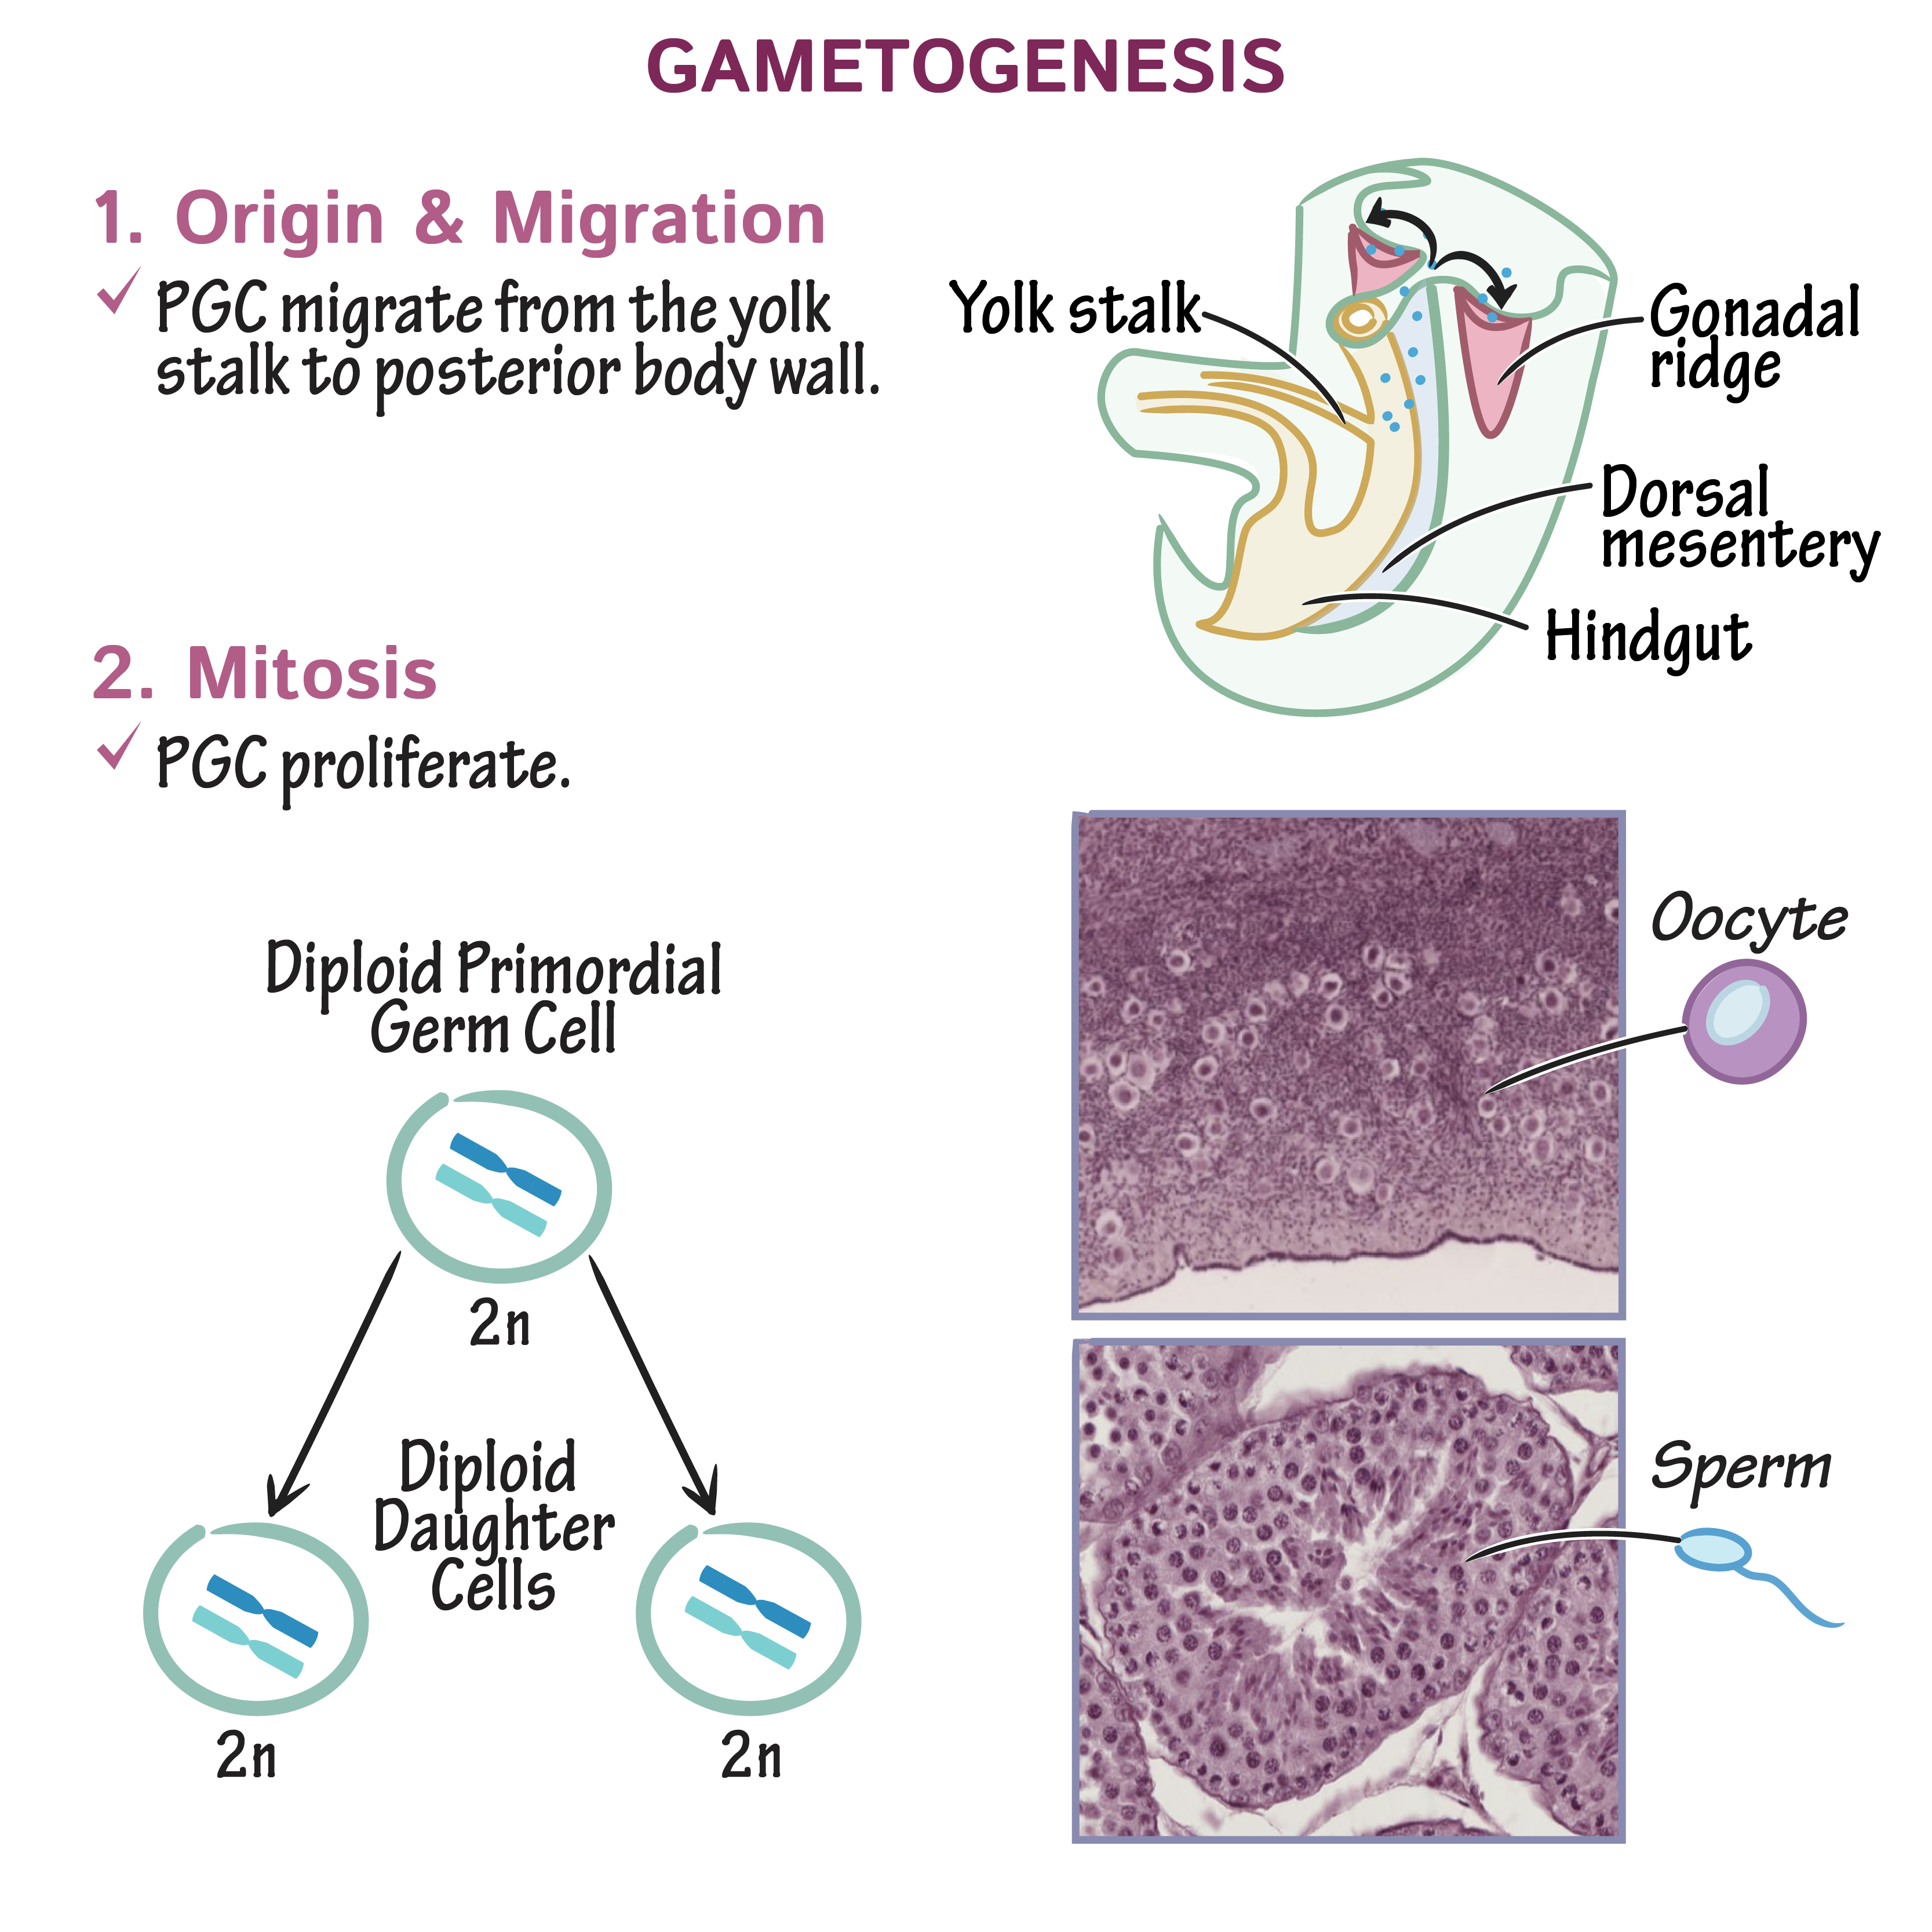 GAMETOGENESIS
1. Origin & Migration
✓ PGC migrate from the yolk
stalk to posterior body wall.
Yolk stalk
Gonadal
ridge
Dorsal
mesentery
Hindgut
2. Mitosis
✓ PGC proliferate.
Diploid Primordial
Germ Cell
2n
Diploid
Daughter
Cells
2n
2n
Oocyte
Sperm